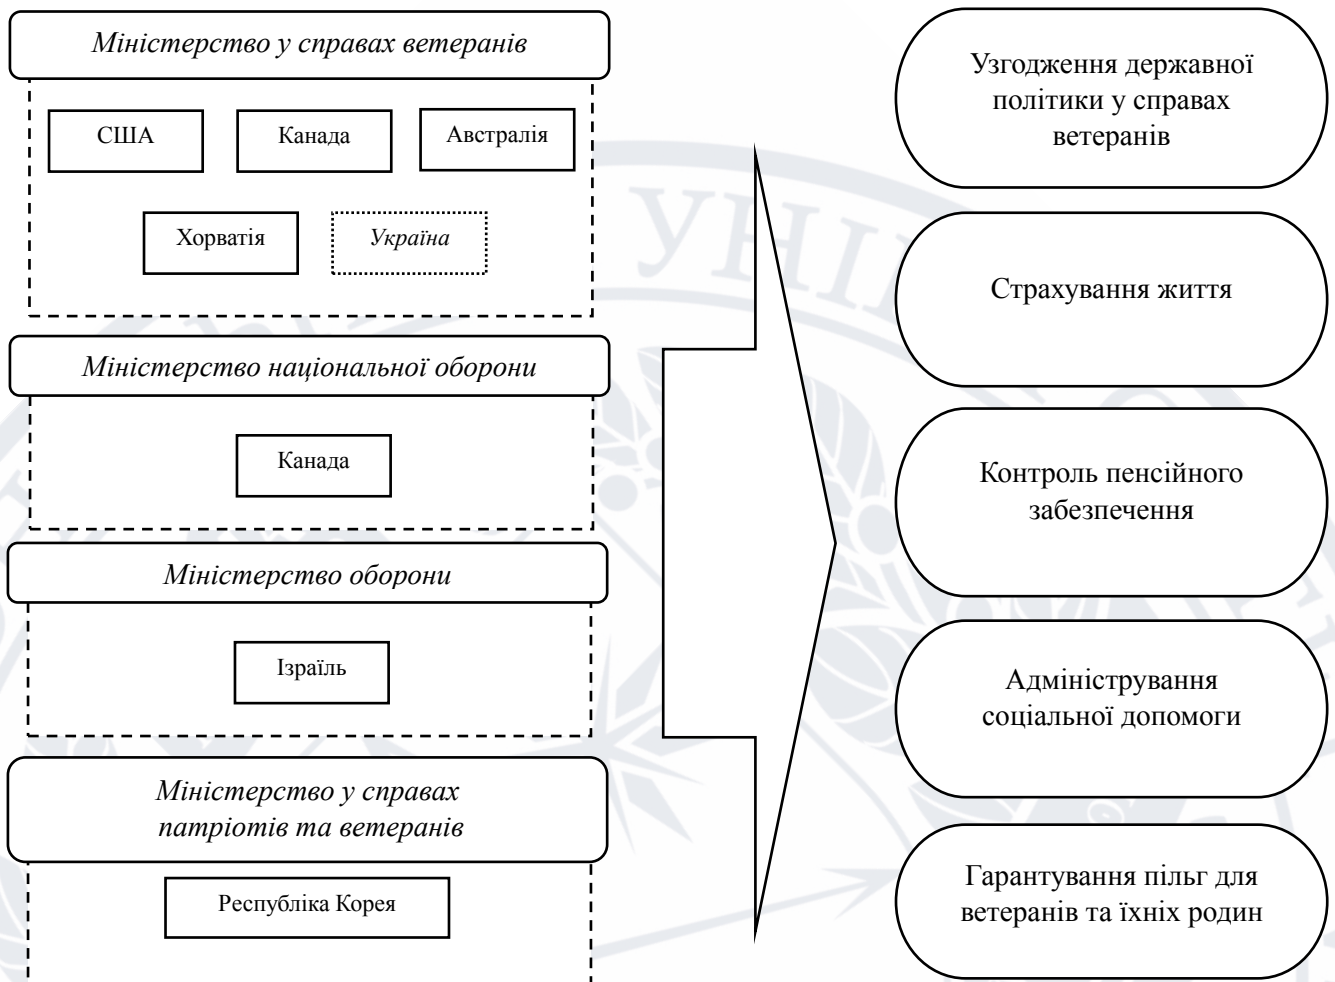 Міністерство у справах ветеранів
США
Канада
Австралія
Хорватія
Україна
Міністерство національної оборони
Канада
Міністерство оборони
Ізраїль
Міністерство у справах
патріотів та ветеранів
Республіка Корея
Узгодження державної
політики у справах
ветеранів
Страхування життя
Контроль пенсійного
забезпечення
Адміністрування
соціальної допомоги
Гарантування пільг для
ветеранів та їхніх родин